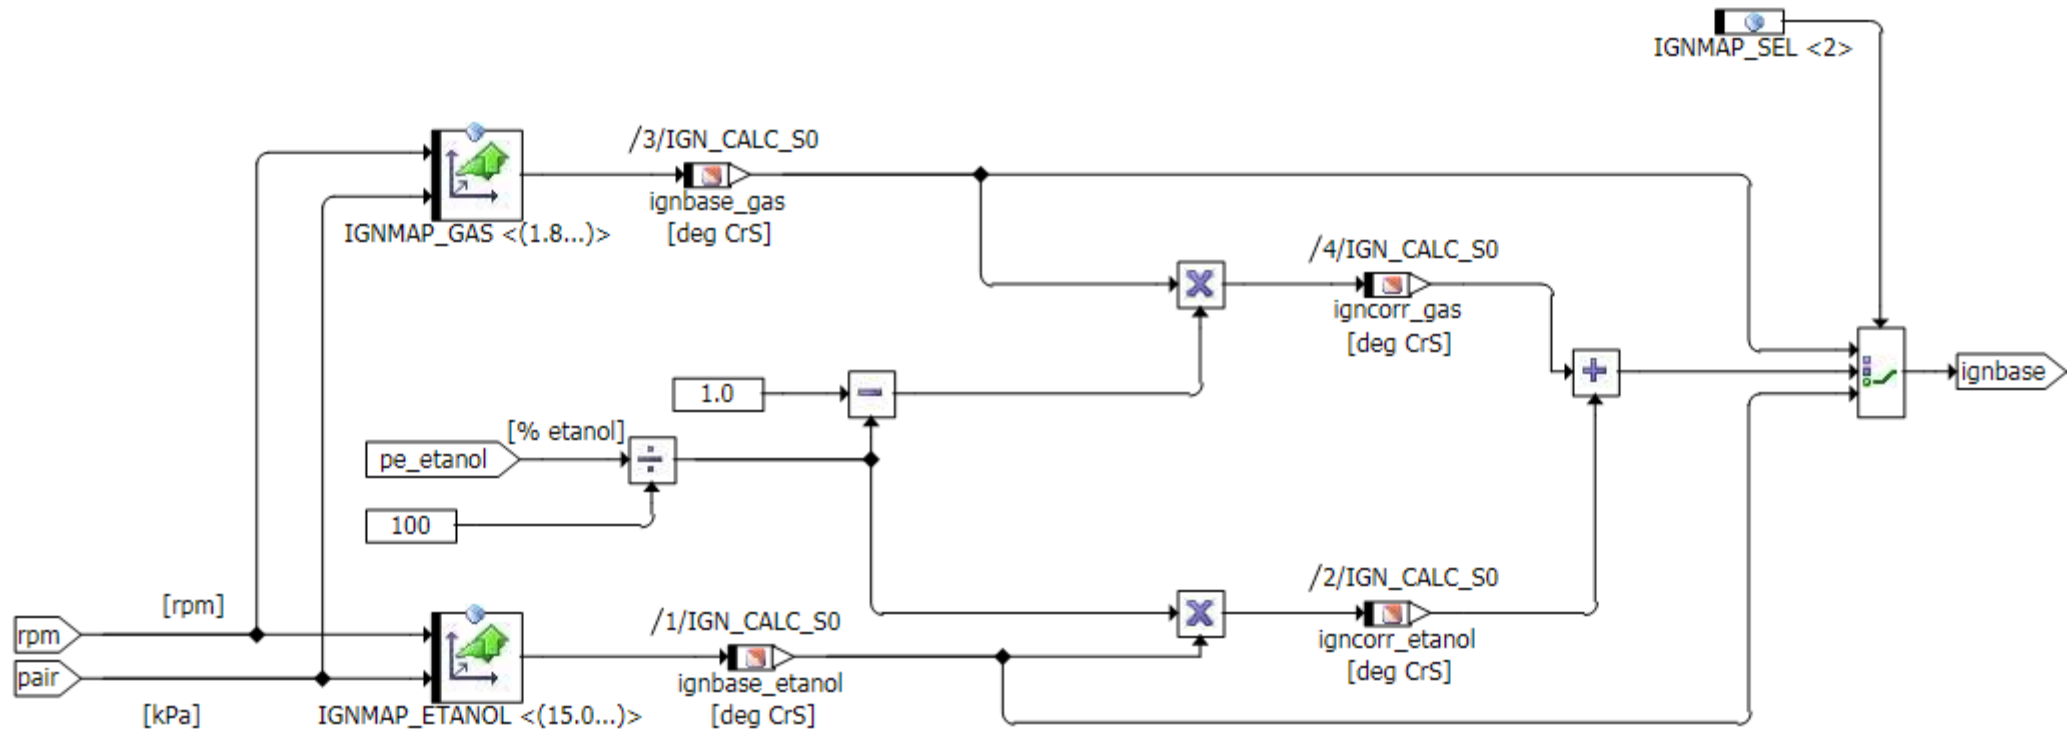 IGNMAP_SEL <2>
/3/IGN_CALC_S0
ignbase_gas
[deg CrS]
IGNMAP_GAS <(1.8...)>
/4/IGN_CALC_S0
igncorr_gas
[deg CrS]
ignbase
1.0
[% etanol]
pe_etanol
100
/2/IGN_CALC_S0
igncorr_etanol
[deg CrS]
[rpm]
rpm
pair
[kPa]
/1/IGN_CALC_S0
ignbase_etanol
[deg CrS]
IGNMAP_ETANOL <(15.0...)>